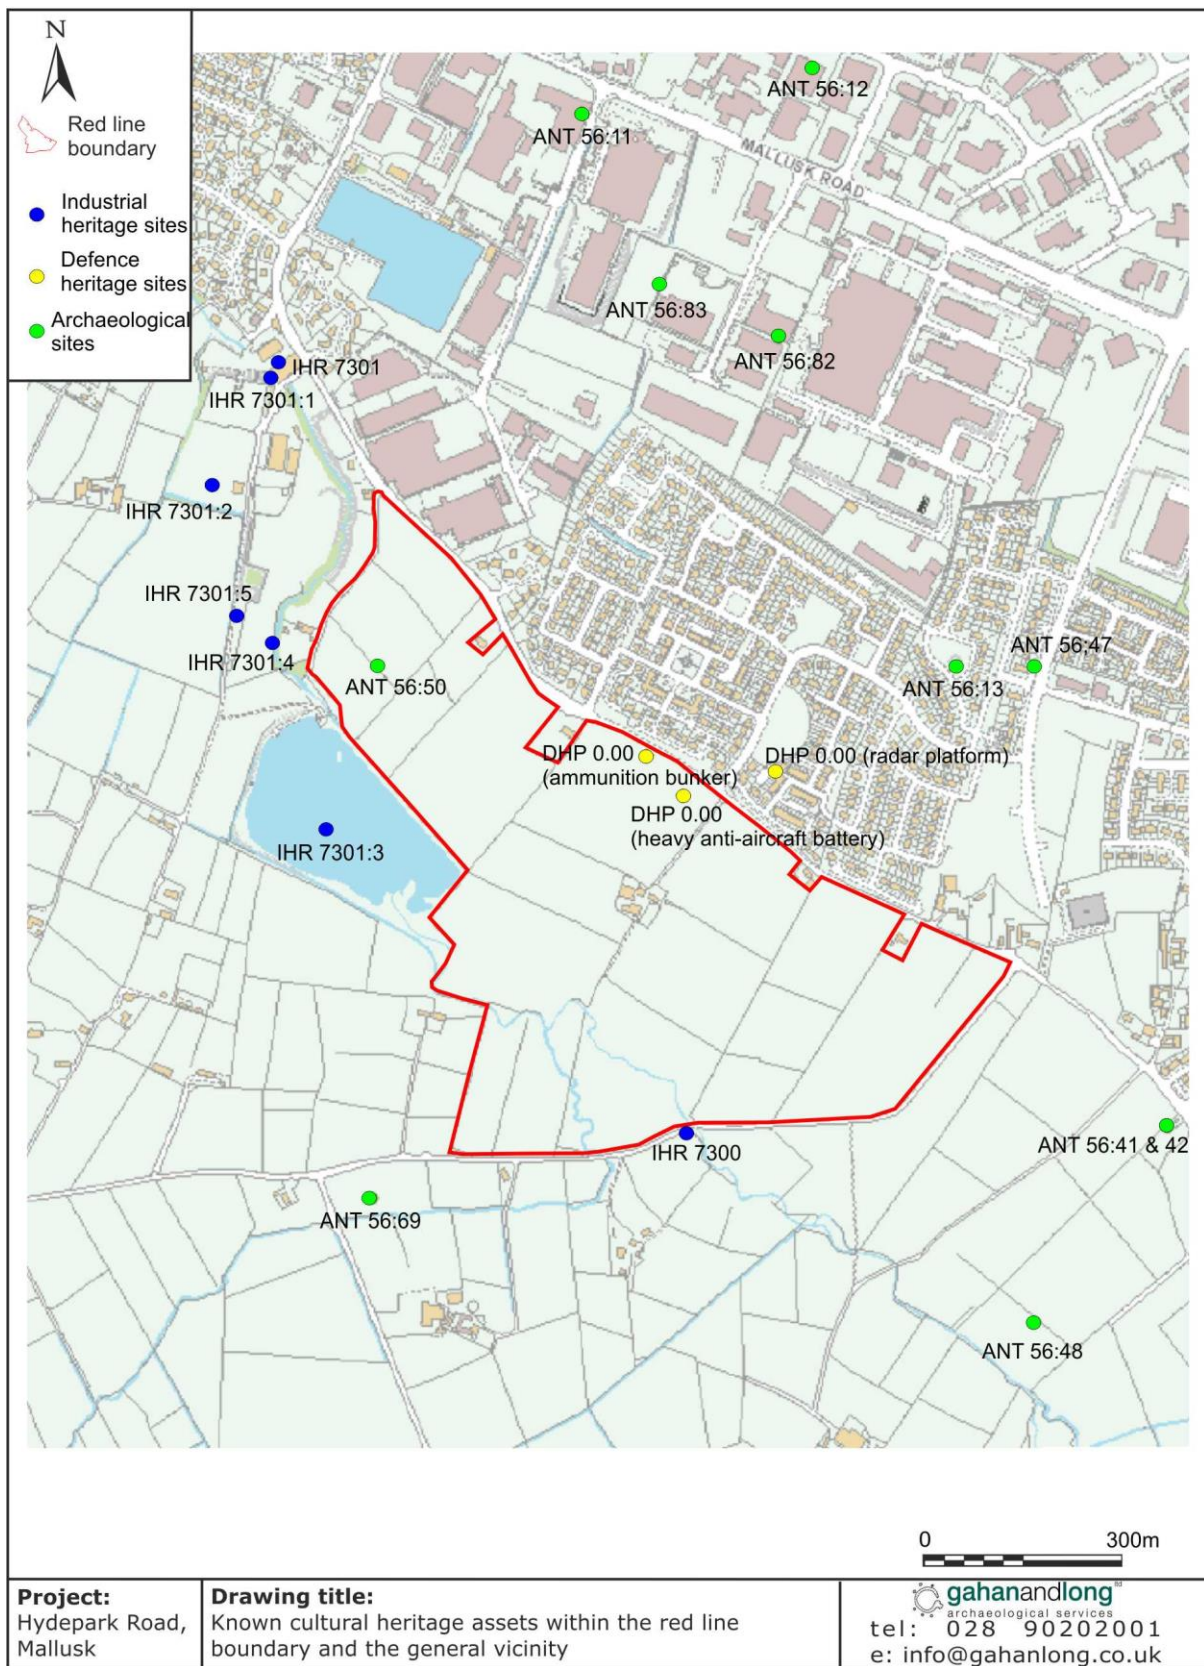 N
Red line
boundary
Industrial
heritage sites
Defence
heritage sites
Archaeological
sites
ANT 56:12
ANT 56:11
MALLUSK ROAD
ANT 56:83
ANT 56:82
IHR 7301
IHR 7301:1
IHR 7301:2
IHR 7301:5
IHR 7301:4
ANT 56:50
ANT 56;47
ANT 56:13
DHP 0.00
(ammunition bunker)
DHP 0.00 (radar platform)
DHP 0.00
(heavy anti-aircraft battery)
IHR 7301:3
IHR 7300
ANT 56:41 & 42
ANT 56:69
ANT 56:48
0 300m
Project:
Hydepark Road,
Mallusk
Drawing title:
Known cultural heritage assets within the red line
boundary and the general vicinity
gahanandlong
archaeological services
tel: 028 90202001
e: info@gahanlong.co.uk